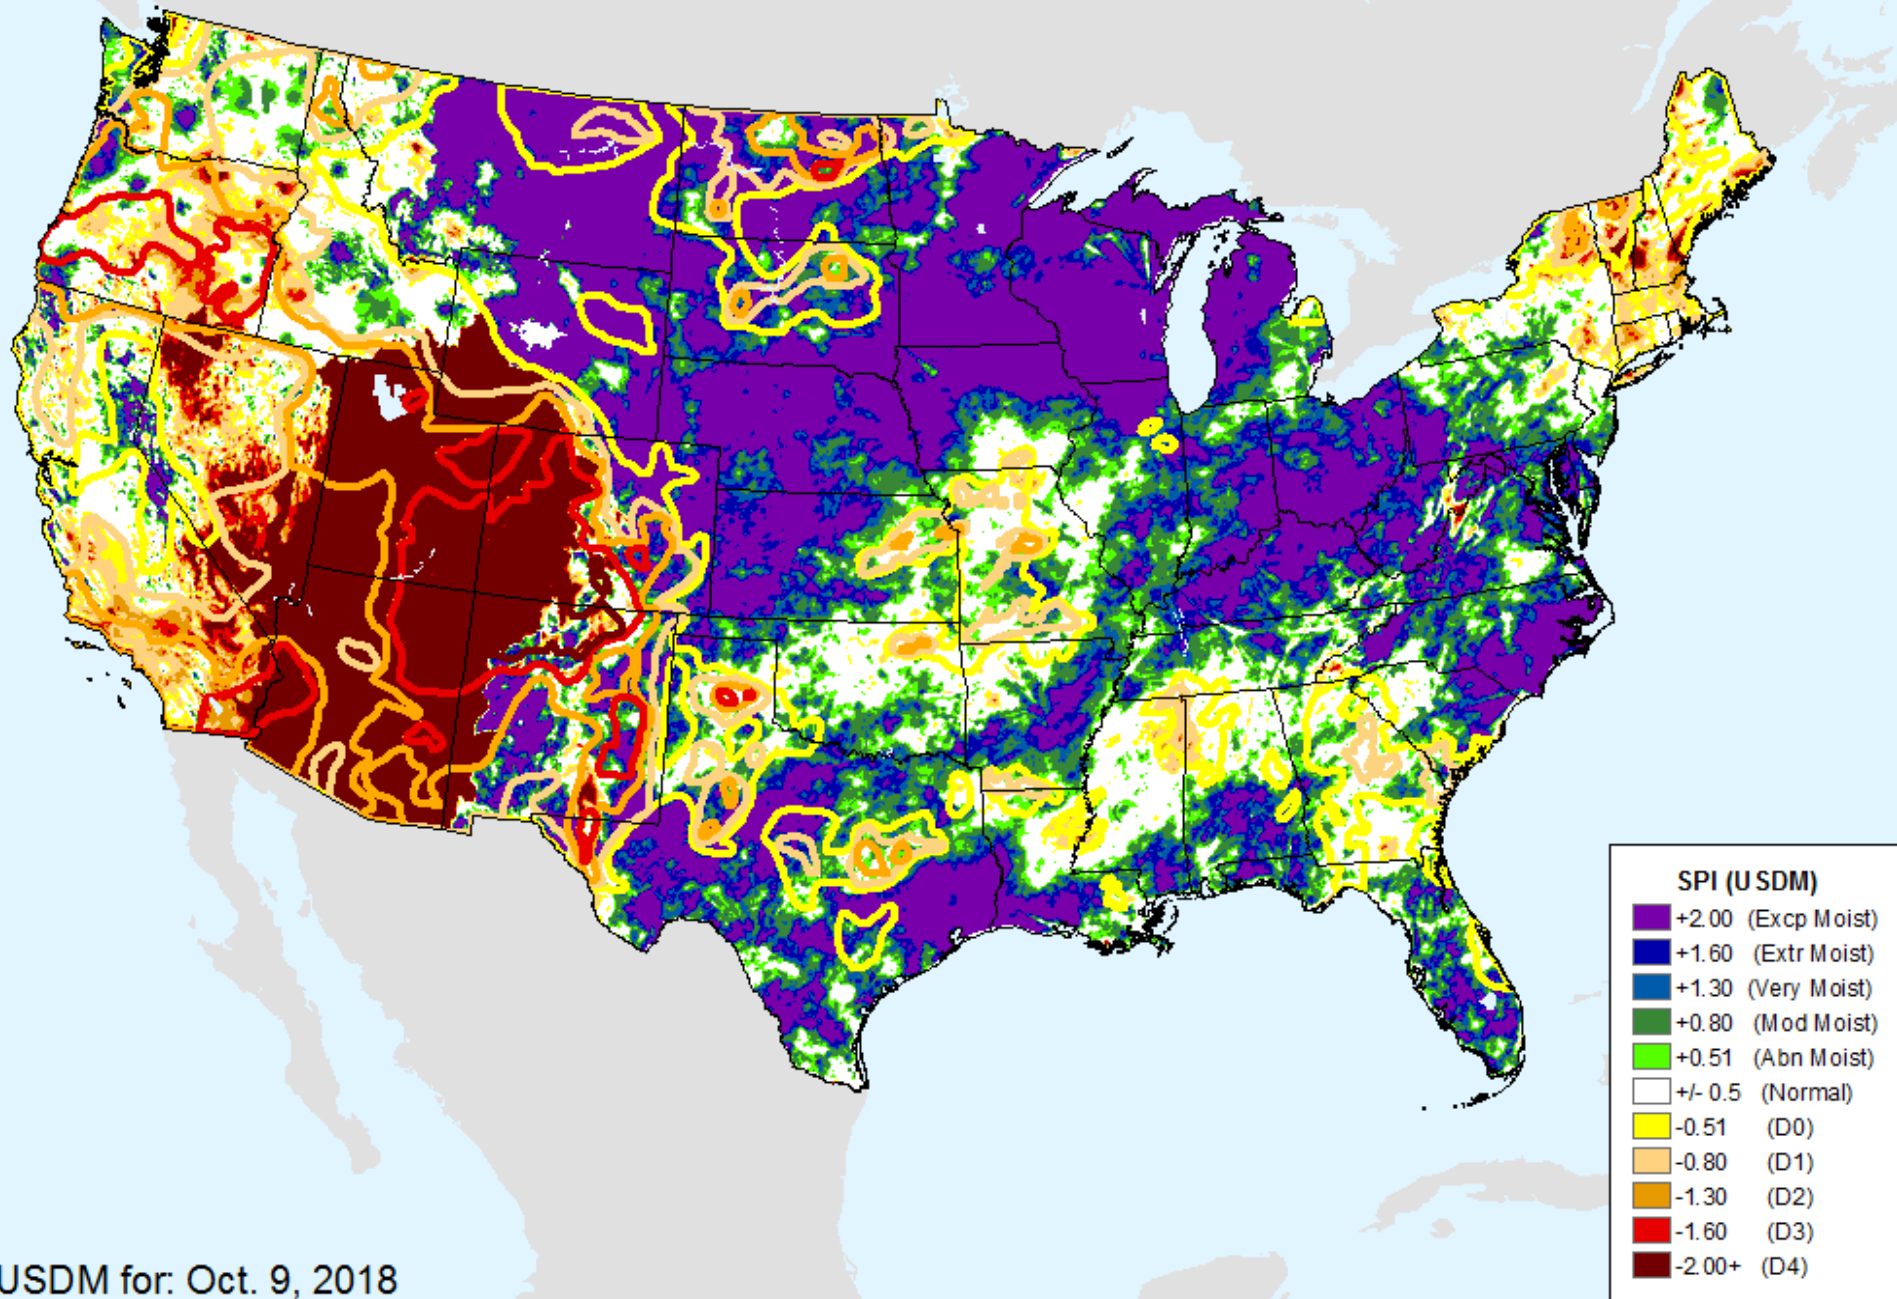 SPI (USDM)
+2.00 (Excp Moist)
+1.60 (Extr Moist)
+1.30 (Very Moist)
+0.80 (Mod Moist)
+0.51 (Abn Moist)
+/- 0.5 (Normal)
-0.51 (D0)
-0.80 (D1)
-1.30 (D2)
-1.60 (D3)
-2.00+ (D4)
USDM for: Oct. 9, 2018